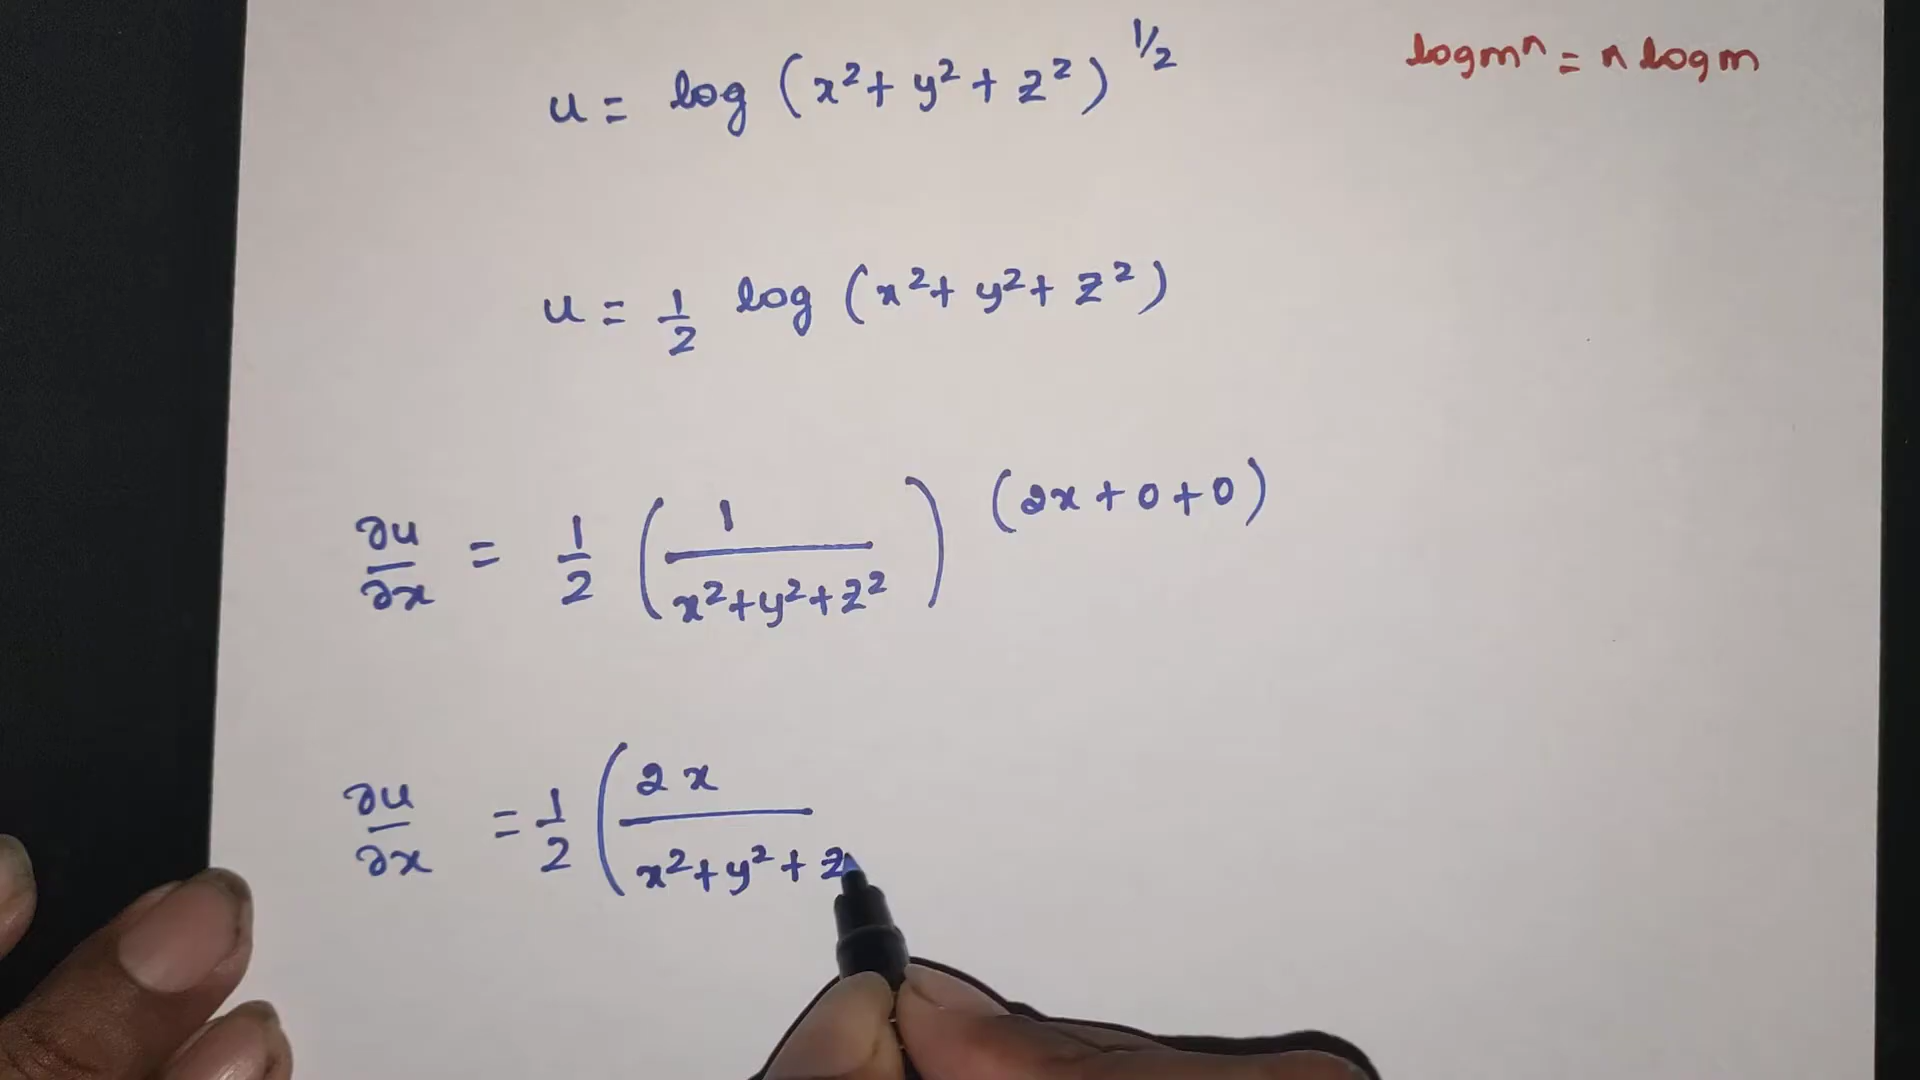 u = log (x²+ y² + z²)^1/2
log mⁿ = n log m
u = 1/2 log (x²+ y²+ z²)
∂u/∂x = 1/2 (1/(x²+y²+z²)) (2x + 0 + 0)
∂u/∂x = 1/2 (2x/(x²+y²+z